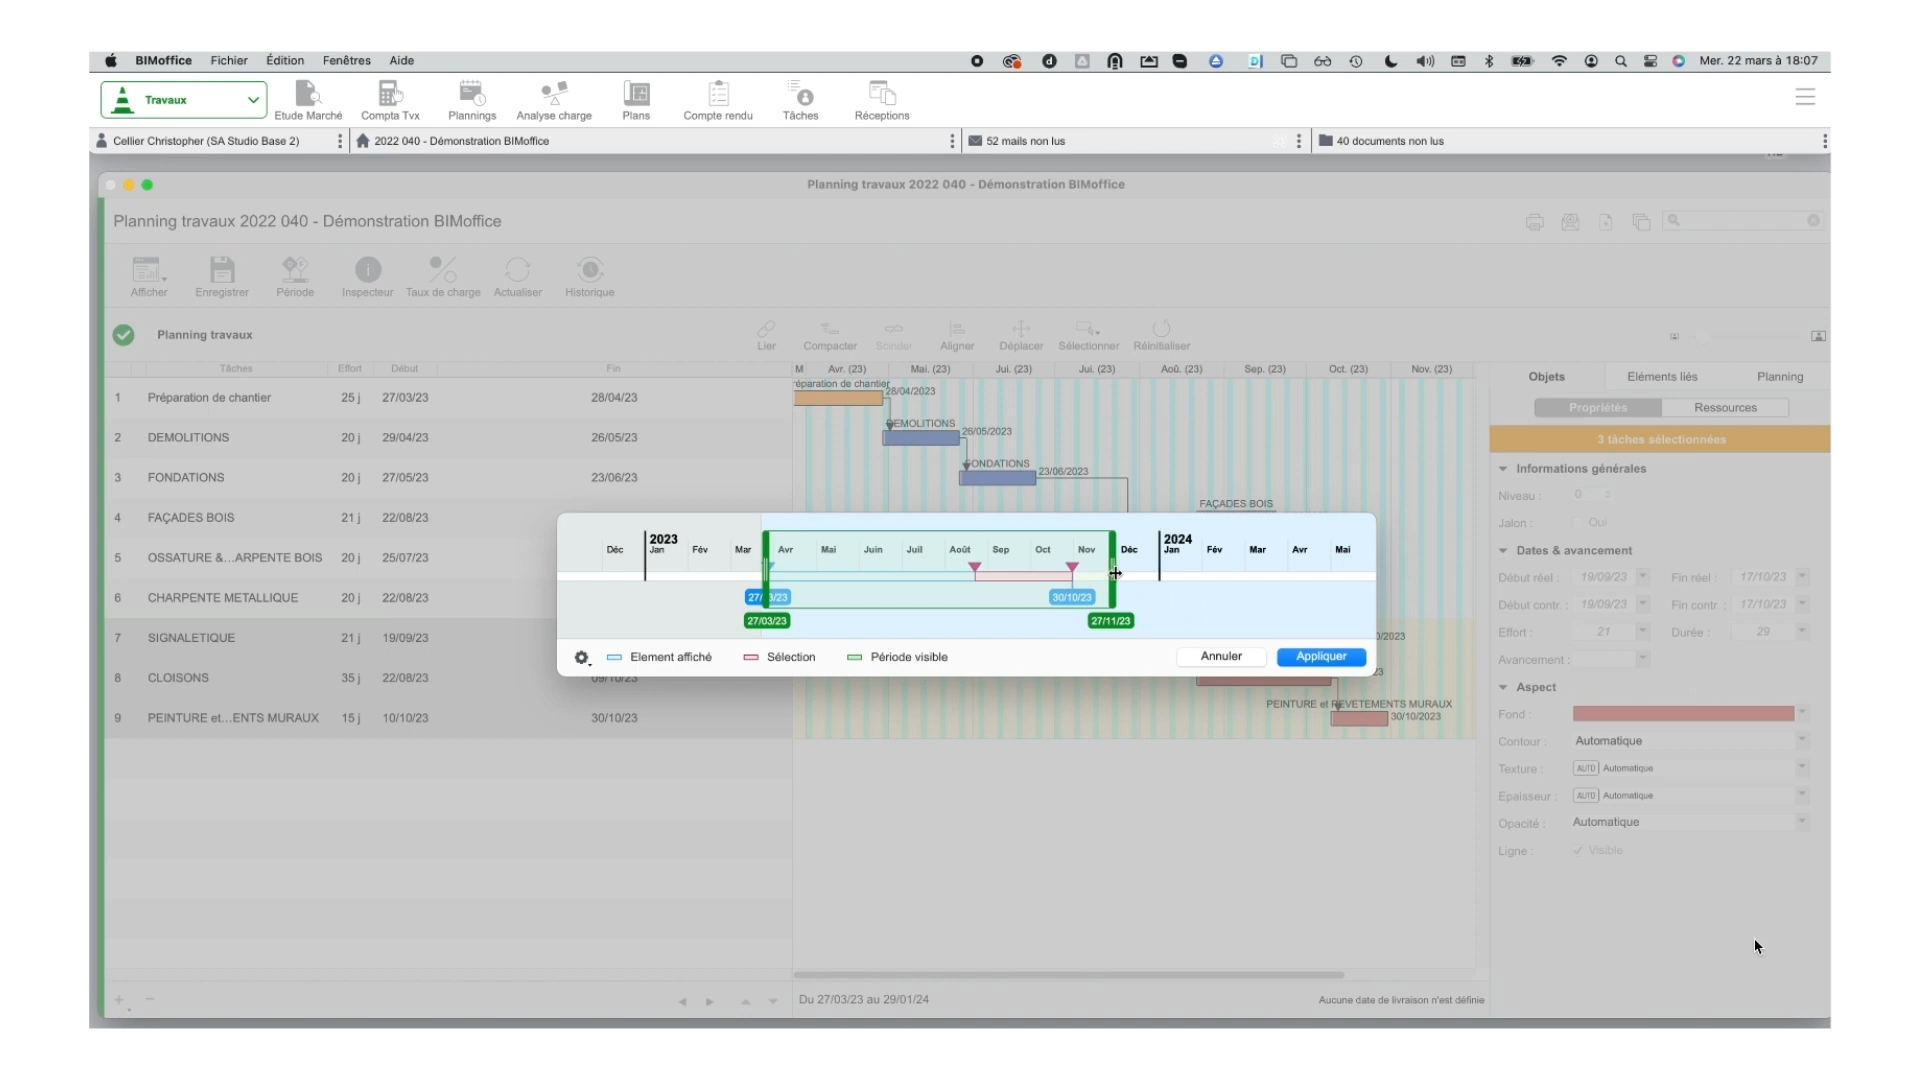 BIMoffice Fichier Édition Fenêtres Aide Mer. 22 mars à 18:07
Travaux
Etude Marché Compta Tvx Plannings Analyse charge Plans Compte rendu Tâches Réceptions
Cellier Christopher (SA Studio Base 2) 2022 040 - Démonstration BIMoffice 52 mails non lus 40 documents non lus
Planning travaux 2022 040 - Démonstration BIMoffice
Planning travaux 2022 040 - Démonstration BIMoffice
Afficher Enregistrer Période Inspecteur Taux de charge Actualiser Historique
Planning travaux
Lier Compacter Scinder Aligner Déplacer Sélectionner Réinitialiser
Tâches Effort Début Fin
M Avr. (23) Mai. (23) Jui. (23) Jui. (23) Aoû. (23) Sep. (23) Oct. (23) Nov. (23)
1 Préparation de chantier 25 j 27/03/23 28/04/23
2 DEMOLITIONS 20 j 29/04/23 26/05/23
3 FONDATIONS 20 j 27/05/23 23/06/23
4 FAÇADES BOIS 21 j 22/08/23
5 OSSATURE &...ARPENTE BOIS 20 j 25/07/23
6 CHARPENTE METALLIQUE 20 j 22/08/23
7 SIGNALETIQUE 21 j 19/09/23
8 CLOISONS 35 j 22/08/23 09/10/23
9 PEINTURE et...ENTS MURAUX 15 j 10/10/23 30/10/23
éparation de chantier 28/04/2023
DEMOLITIONS 26/05/2023
FONDATIONS 23/06/2023
FAÇADES BOIS
PEINTURE et REVETEMENTS MURAUX
30/10/2023
2023 2024
Déc Jan Fév Mar Avr Mai Juin Juil Août Sep Oct Nov Déc Jan Fév Mar Avr Mai
30/10/23
27/03/23 27/11/23
Element affiché Sélection Période visible Annuler Appliquer
Objets Eléments liés Planning
Propriétés Ressources
3 tâches sélectionnées
Informations générales
Niveau : 0
Jalon : Oui
Dates & avancement
Début réel : 19/09/23 Fin réel : 17/10/23
Début contr. : 19/09/23 Fin contr. : 17/10/23
Effort : 21 Durée : 29
Avancement :
Aspect
Fond :
Contour : Automatique
Texture : AUTO Automatique
Epaisseur : AUTO Automatique
Opacité : Automatique
Ligne : Visible
Du 27/03/23 au 29/01/24 Aucune date de livraison n'est définie